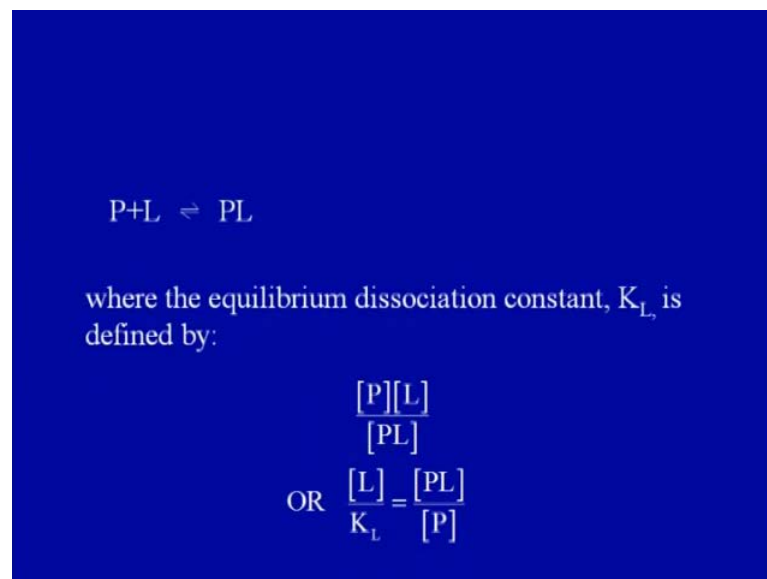 P+L ⇌ PL
where the equilibrium dissociation constant, K_L, is
defined by:
[P][L]
[PL]
OR [L]/K_L = [PL]/[P]